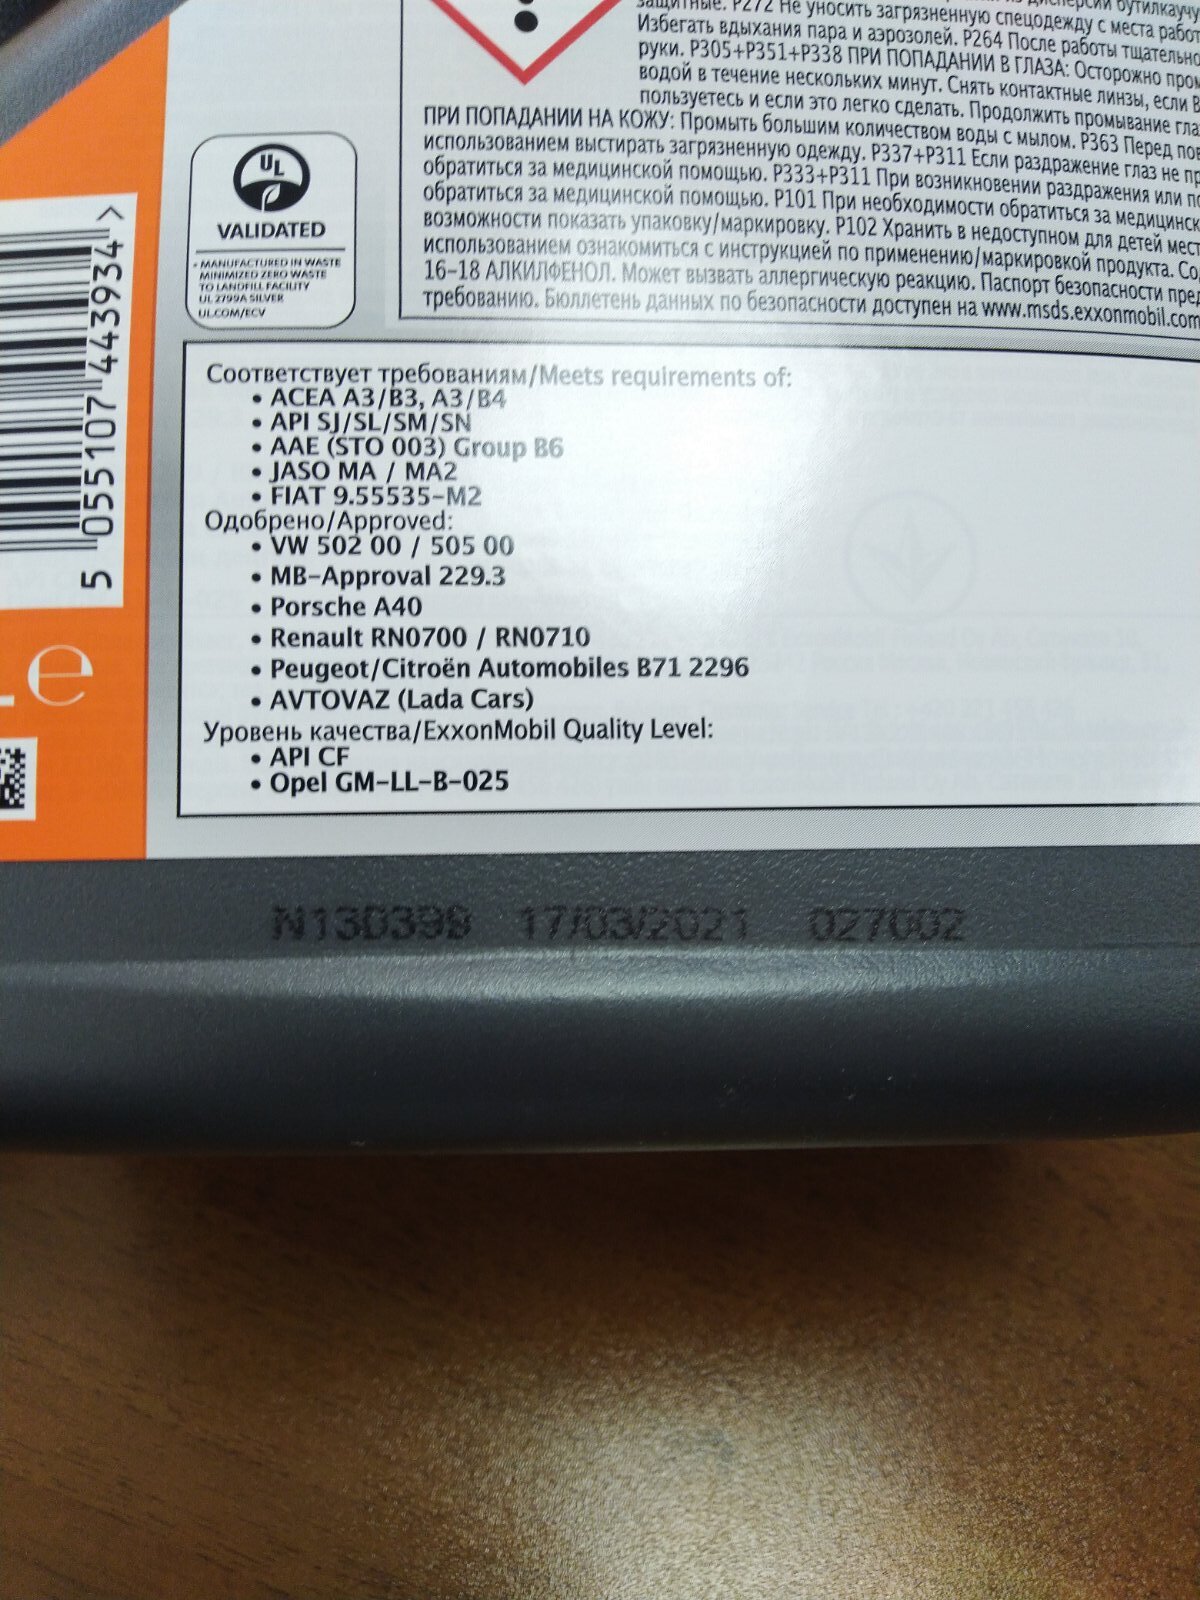 защитные. P272 Не уносить загрязненную спецодежду с места
Избегать вдыхания пара и аэрозолей. P264 После работы тщательно
руки. P305+P351+P338 ПРИ ПОПАДАНИИ В ГЛАЗА: Осторожно
водой в течение нескольких минут. Снять контактные линзы, если
пользуетесь и если это легко сделать. Продолжить промывание
ПРИ ПОПАДАНИИ НА КОЖУ: Промыть большим количеством воды с мылом. P363 Перед
использованием выстирать загрязненную одежду. P337+P311 Если раздражение глаз не
обратиться за медицинской помощью. P333+P311 При возникновении раздражения или
обратиться за медицинской помощью. P101 При необходимости обратиться за
возможности показать упаковку/маркировку. P102 Хранить в недоступном для детей
использованием ознакомиться с инструкцией по применению/маркировкой продукта.
16-18 АЛКИЛФЕНОЛ. Может вызвать аллергическую реакцию. Паспорт безопасности
требованию. Бюллетень данных по безопасности доступен на www.msds.exxonmobil.com
UL
VALIDATED
• MANUFACTURED IN WASTE
MINIMIZED ZERO WASTE
TO LANDFILL FACILITY
UL 2799A SILVER
UL.COM/ECV
5 055107 443934 >
e
Соответствует требованиям/Meets requirements of:
• ACEA A3/B3, A3/B4
• API SJ/SL/SM/SN
• AAE (STO 003) Group B6
• JASO MA / MA2
• FIAT 9.55535-M2
Одобрено/Approved:
• VW 502 00 / 505 00
• MB-Approval 229.3
• Porsche A40
• Renault RN0700 / RN0710
• Peugeot/Citroën Automobiles B71 2296
• AVTOVAZ (Lada Cars)
Уровень качества/ExxonMobil Quality Level:
• API CF
• Opel GM-LL-B-025
N130399 17/03/2021 027002